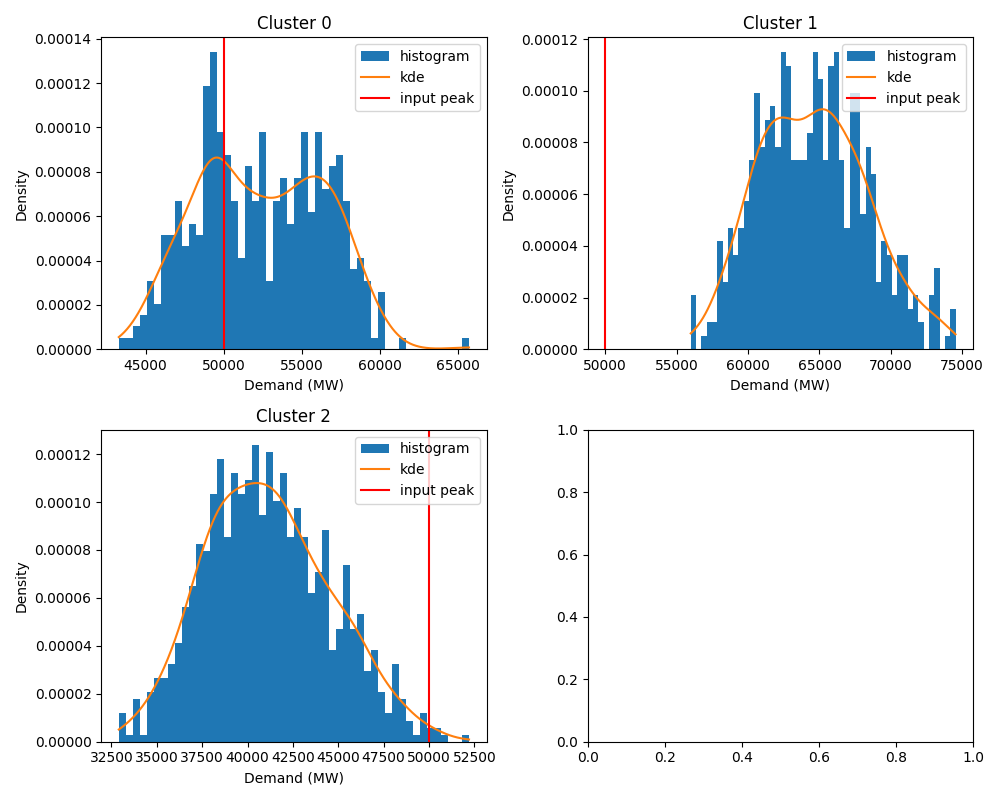 Cluster 0
0.00014
0.00012
0.00010
0.00008
0.00006
0.00004
0.00002
0.00000
Density
histogram
kde
input peak
45000 50000 55000 60000 65000
Demand (MW)
Cluster 1
0.00012
0.00010
0.00008
0.00006
0.00004
0.00002
0.00000
Density
histogram
kde
input peak
50000 55000 60000 65000 70000 75000
Demand (MW)
Cluster 2
0.00012
0.00010
0.00008
0.00006
0.00004
0.00002
0.00000
Density
histogram
kde
input peak
32500 35000 37500 40000 42500 45000 47500 50000 52500
Demand (MW)
1.0
0.8
0.6
0.4
0.2
0.0
0.0 0.2 0.4 0.6 0.8 1.0